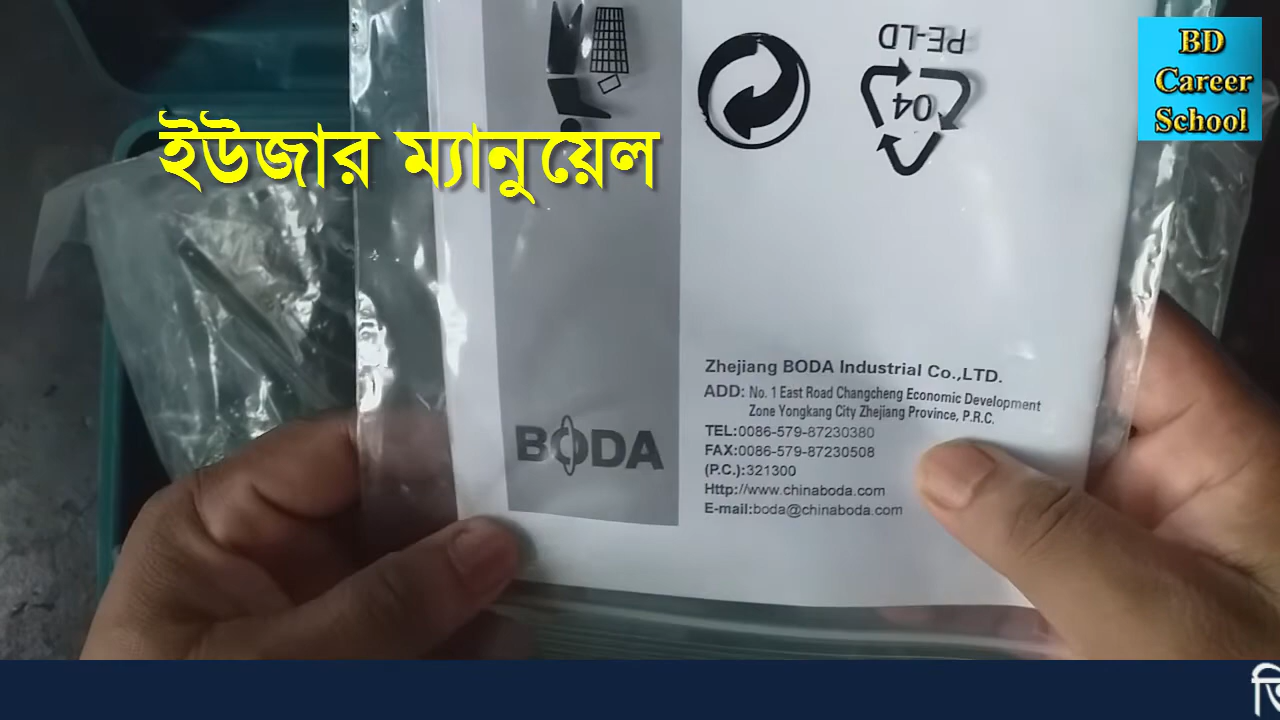 BD
Career
School
PE-LD
04
ইউজার ম্যানুয়েল
BODA
Zhejiang BODA Industrial Co.,LTD.
ADD: No. 1 East Road Changcheng Economic Development
Zone Yongkang City Zhejiang Province, P.R.C.
TEL:0086-579-87230380
FAX:0086-579-87230508
(P.C.):321300
Http://www.chinaboda.com
E-mail:boda@chinaboda.com